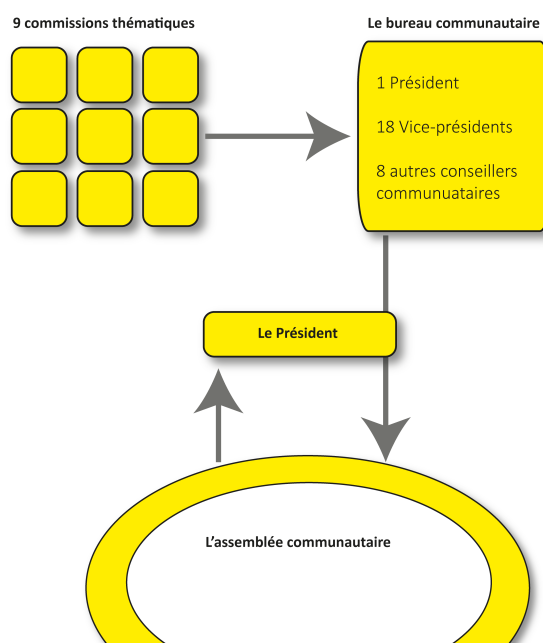 9 commissions thématiques
Le bureau communautaire
1 Président
18 Vice-présidents
8 autres conseillers
communuataires
Le Président
L'assemblée communautaire